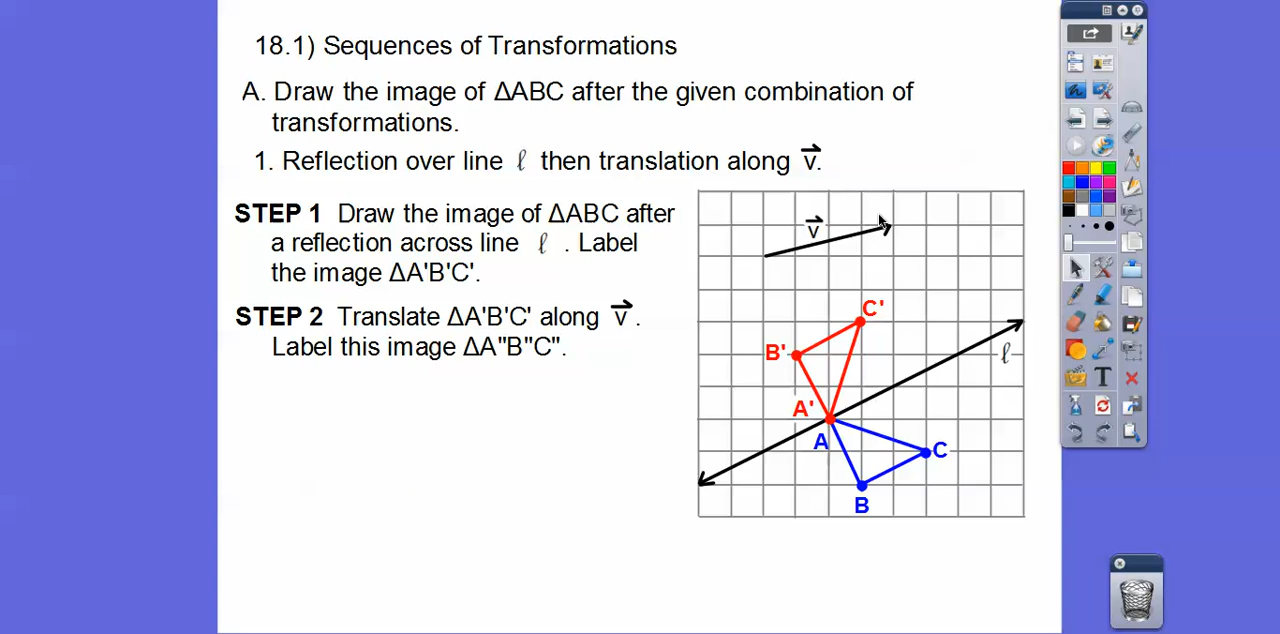 18.1) Sequences of Transformations
A. Draw the image of ΔABC after the given combination of
transformations.
1. Reflection over line ℓ then translation along v⃗.
STEP 1 Draw the image of ΔABC after
a reflection across line ℓ . Label
the image ΔA'B'C'.
STEP 2 Translate ΔA'B'C' along v⃗ .
Label this image ΔA"B"C".
v⃗
C'
B'
ℓ
A'
A
C
B
T